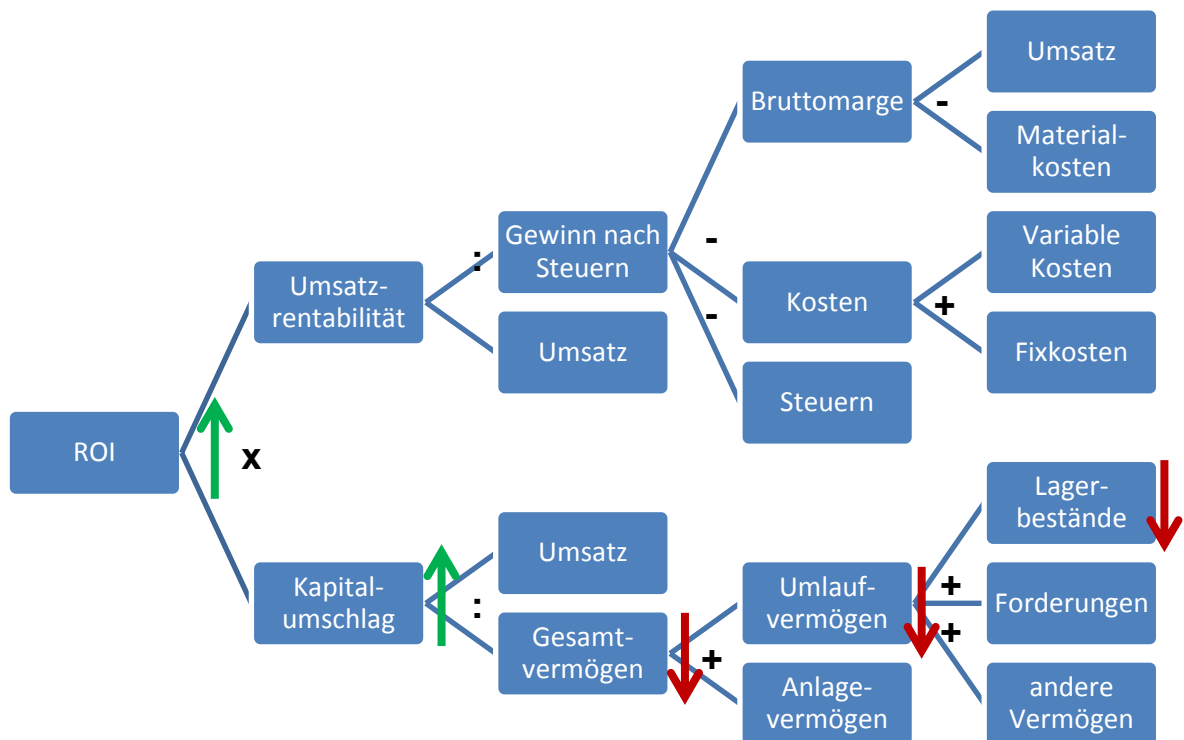 Umsatz
Bruttomarge
-
Material-
kosten
Gewinn nach
Steuern
:
-
Variable
Kosten
Umsatz-
rentabilität
Kosten
+
-
Umsatz
Fixkosten
Steuern
ROI
x
Lager-
bestände
Umsatz
Kapital-
umschlag
:
Umlauf-
vermögen
+
+
Forderungen
Gesamt-
vermögen
+
Anlage-
vermögen
andere
Vermögen